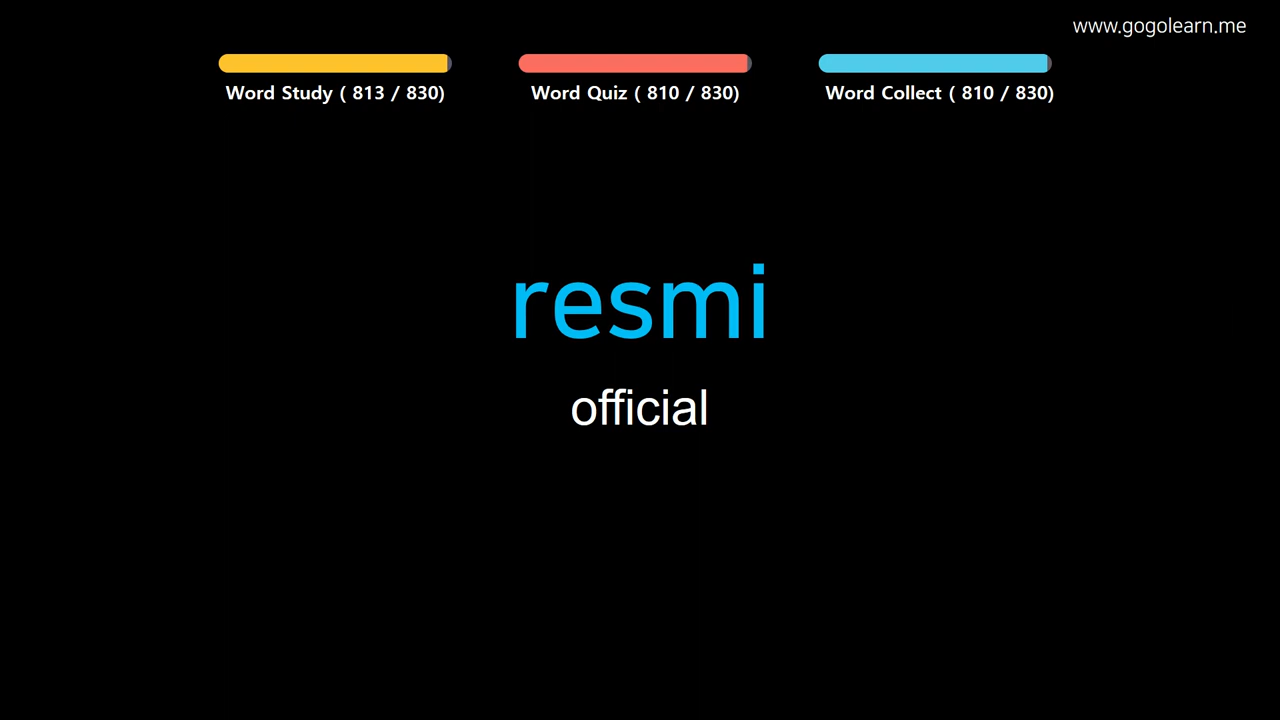 www.gogolearn.me
Word Study ( 813 / 830)
Word Quiz ( 810 / 830)
Word Collect ( 810 / 830)
resmi
official